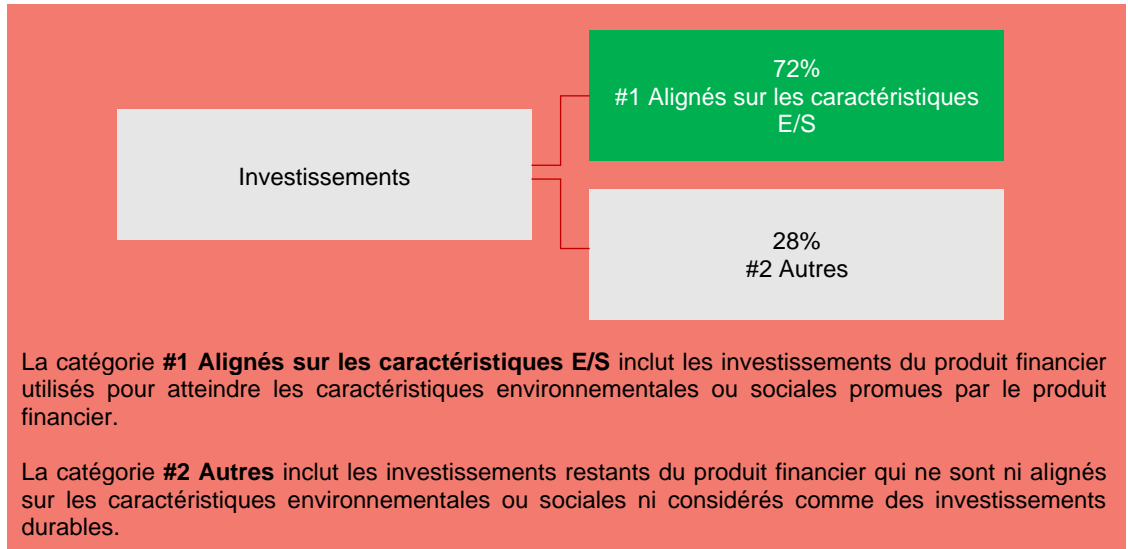 72%
#1 Alignés sur les caractéristiques
E/S
Investissements
28%
#2 Autres
La catégorie #1 Alignés sur les caractéristiques E/S inclut les investissements du produit financier
utilisés pour atteindre les caractéristiques environnementales ou sociales promues par le produit
financier.
La catégorie #2 Autres inclut les investissements restants du produit financier qui ne sont ni alignés
sur les caractéristiques environnementales ou sociales ni considérés comme des investissements
durables.